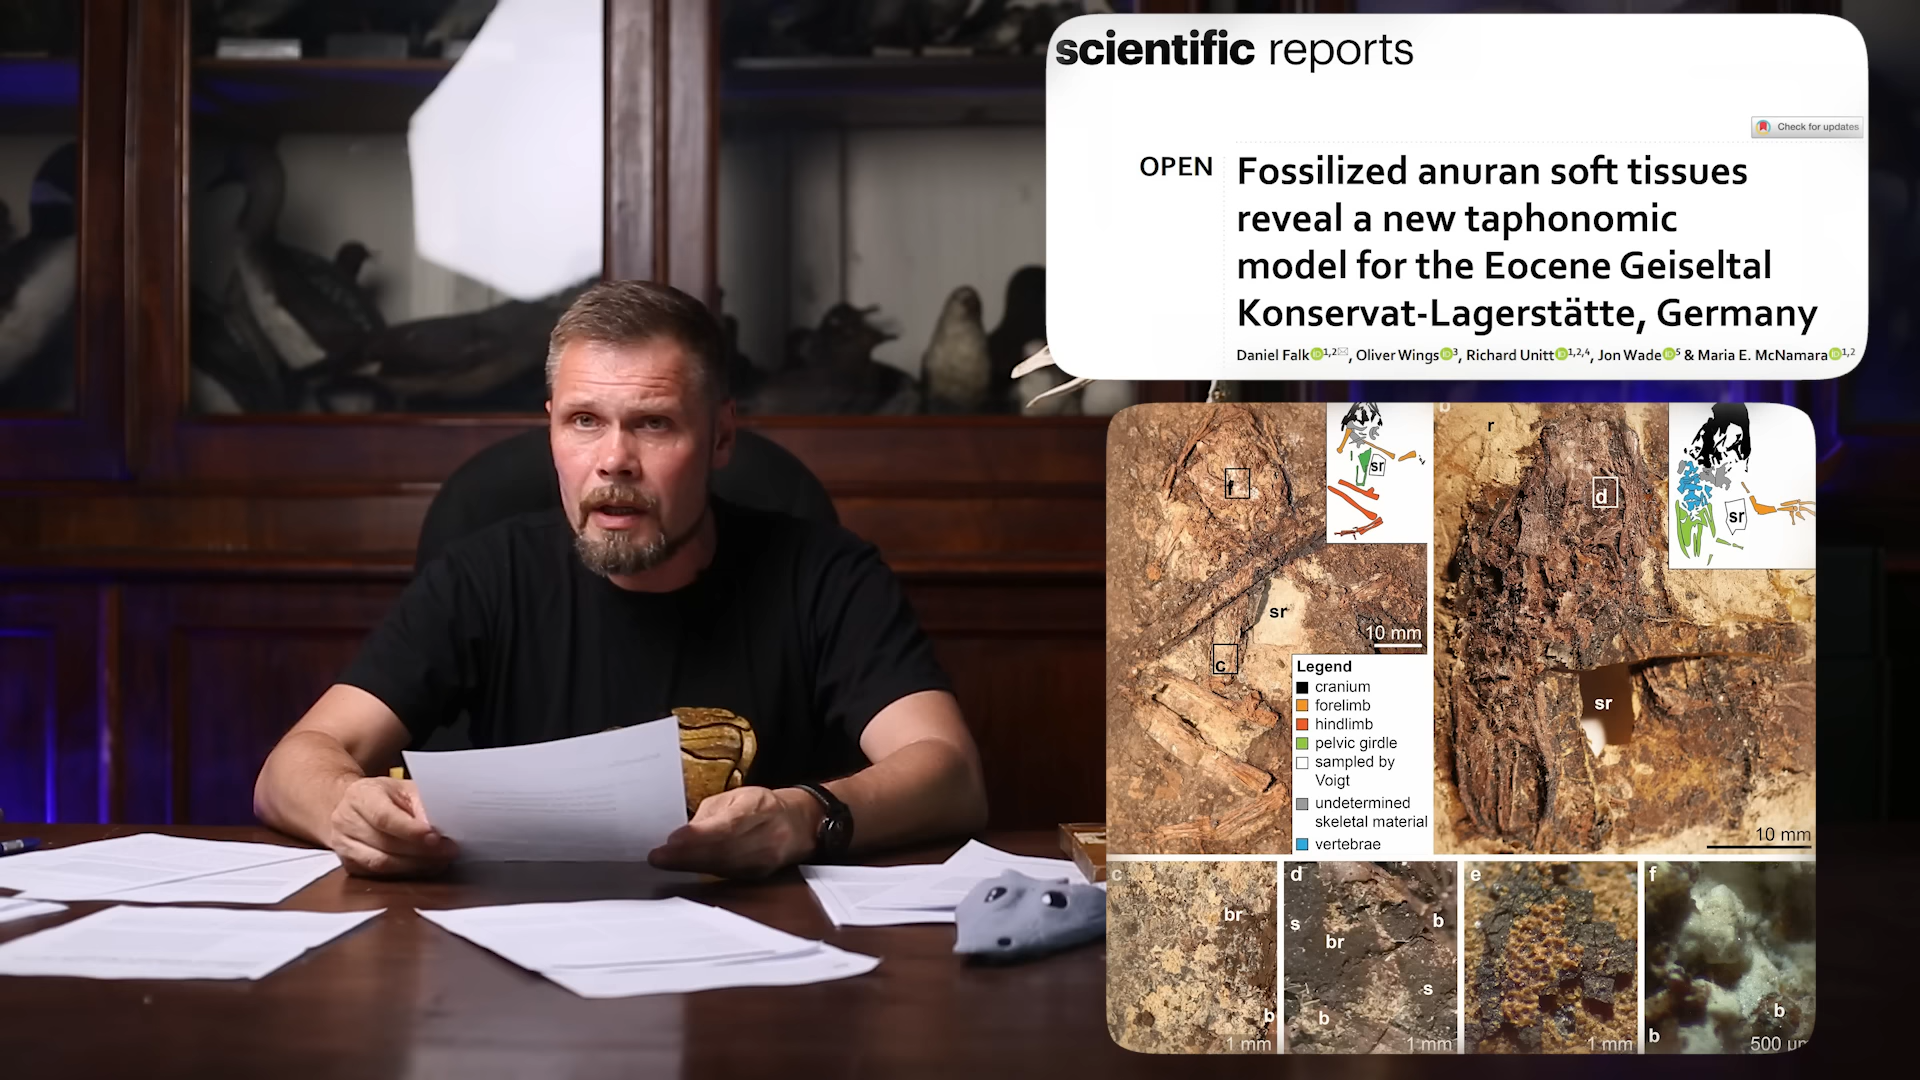 scientific reports
Check for updates
OPEN
Fossilized anuran soft tissues
reveal a new taphonomic
model for the Eocene Geiseltal
Konservat-Lagerstätte, Germany
Daniel Falk 1,2, Oliver Wings 3, Richard Unitt 1,2,4, Jon Wade 5 & Maria E. McNamara 1,2
f
sr
sr
10 mm
c
Legend
cranium
forelimb
hindlimb
pelvic girdle
sampled by
Voigt
undetermined
skeletal material
vertebrae
b
r
d
sr
sr
10 mm
c
br
b
1 mm
d
s
b
br
s
b
1 mm
e
1 mm
f
b
b
500 µm